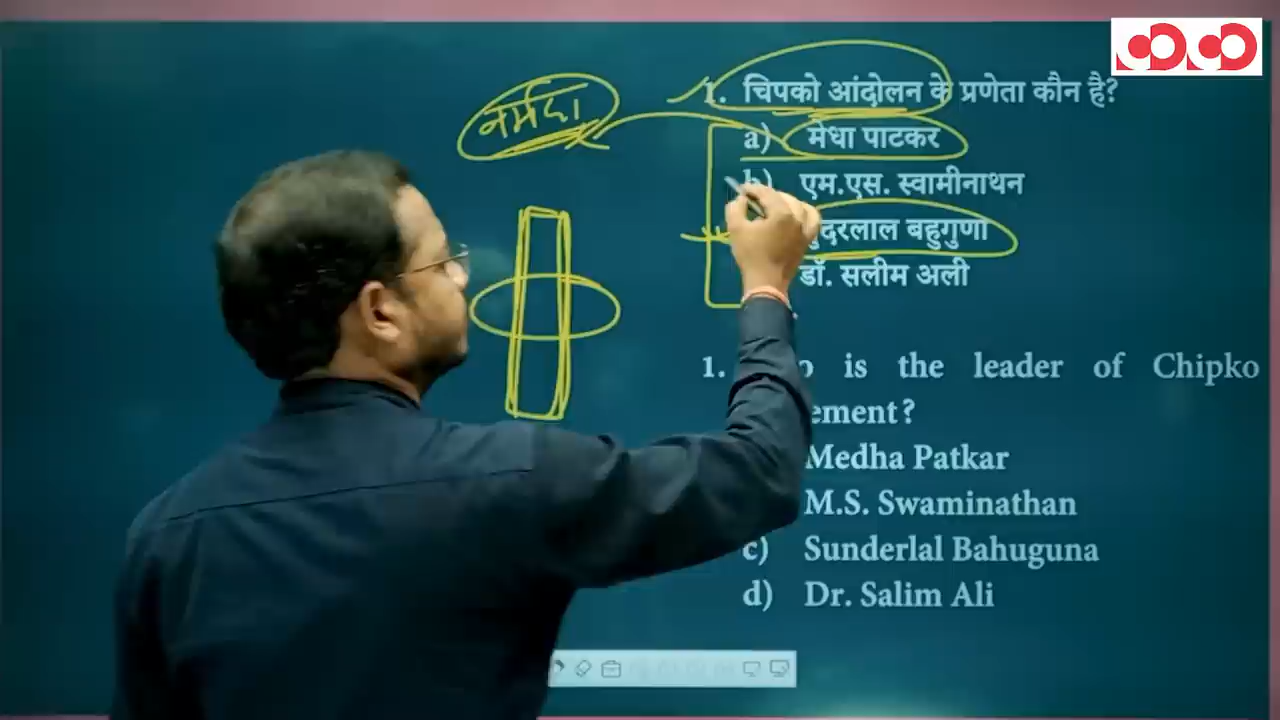 नर्मदा
1. चिपको आंदोलन के प्रणेता कौन है?
a) मेधा पाटकर
b) एम.एस. स्वामीनाथन
सुंदरलाल बहुगुणा
डॉ. सलीम अली
1. is the leader of Chipko
Medha Patkar
M.S. Swaminathan
c) Sunderlal Bahuguna
d) Dr. Salim Ali